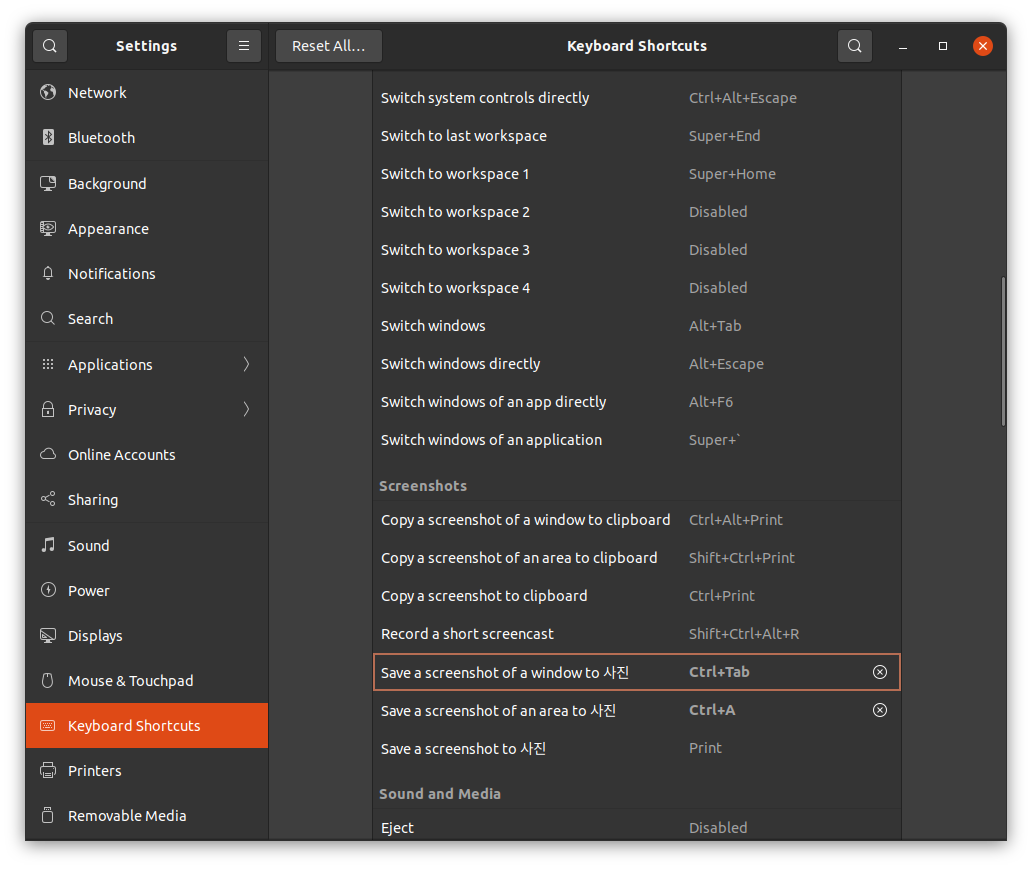 Settings
Reset All...
Keyboard Shortcuts
Network
Bluetooth
Background
Appearance
Notifications
Search
Applications
Privacy
Online Accounts
Sharing
Sound
Power
Displays
Mouse & Touchpad
Keyboard Shortcuts
Printers
Removable Media
Switch system controls directly Ctrl+Alt+Escape
Switch to last workspace Super+End
Switch to workspace 1 Super+Home
Switch to workspace 2 Disabled
Switch to workspace 3 Disabled
Switch to workspace 4 Disabled
Switch windows Alt+Tab
Switch windows directly Alt+Escape
Switch windows of an app directly Alt+F6
Switch windows of an application Super+`
Screenshots
Copy a screenshot of a window to clipboard Ctrl+Alt+Print
Copy a screenshot of an area to clipboard Shift+Ctrl+Print
Copy a screenshot to clipboard Ctrl+Print
Record a short screencast Shift+Ctrl+Alt+R
Save a screenshot of a window to 사진 Ctrl+Tab
Save a screenshot of an area to 사진 Ctrl+A
Save a screenshot to 사진 Print
Sound and Media
Eject Disabled